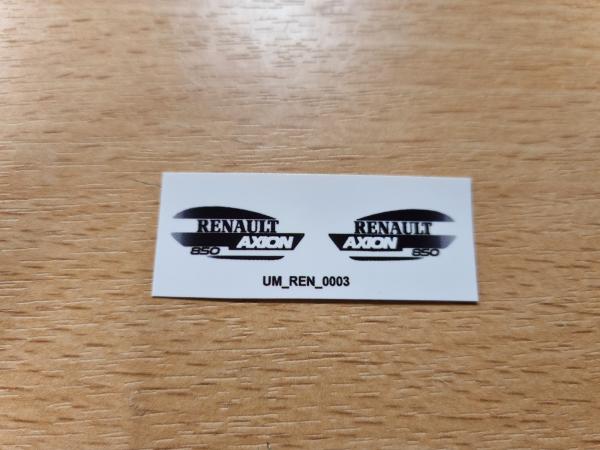 RENAULT
AXION
850
RENAULT
AXION
850
UM_REN_0003